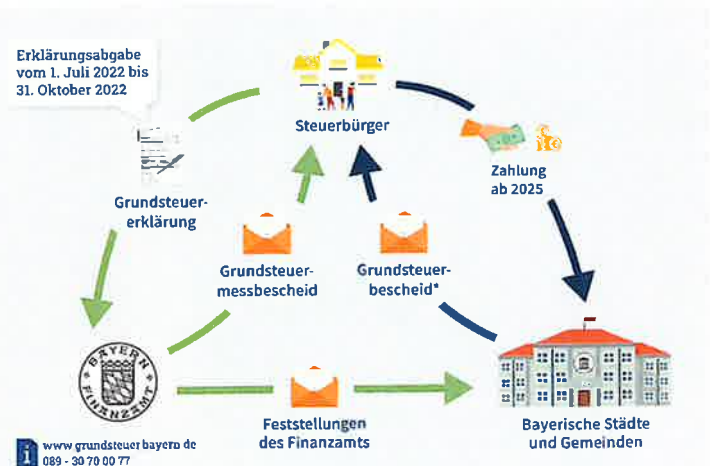 Erklärungsabgabe
vom 1. Juli 2022 bis
31. Oktober 2022
Steuerbürger
Zahlung
ab 2025
Grundsteuer-
erklärung
Grundsteuer-
messbescheid
Grundsteuer-
bescheid*
BAYERN
FINANZAMT
Feststellungen
des Finanzamts
Bayerische Städte
und Gemeinden
www grundsteuer bayern de
089 - 30 70 00 77